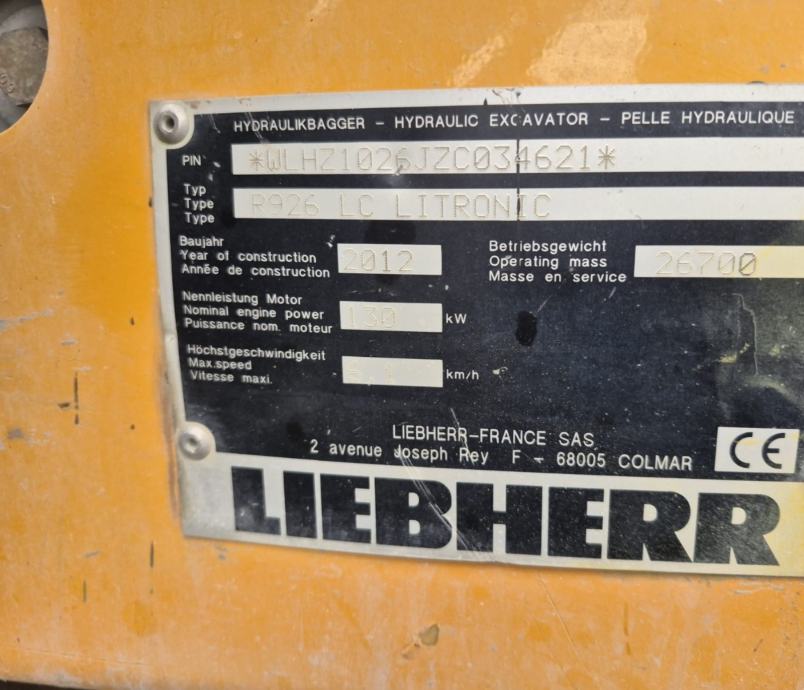 HYDRAULIKBAGGER - HYDRAULIC EXCAVATOR - PELLE HYDRAULIQUE
PIN *WLHZ1026JZC034621*
Typ
Type
Type
R926 LC LITRONIC
Baujahr
Year of construction
Année de construction
2012
Betriebsgewicht
Operating mass
Masse en service
26700
Nennleistung Motor
Nominal engine power
Puissance nom. moteur
130 kW
Höchstgeschwindigkeit
Max.speed
Vitesse maxi.
km/h
LIEBHERR-FRANCE SAS
2 avenue Joseph Rey F - 68005 COLMAR
CE
LIEBHERR